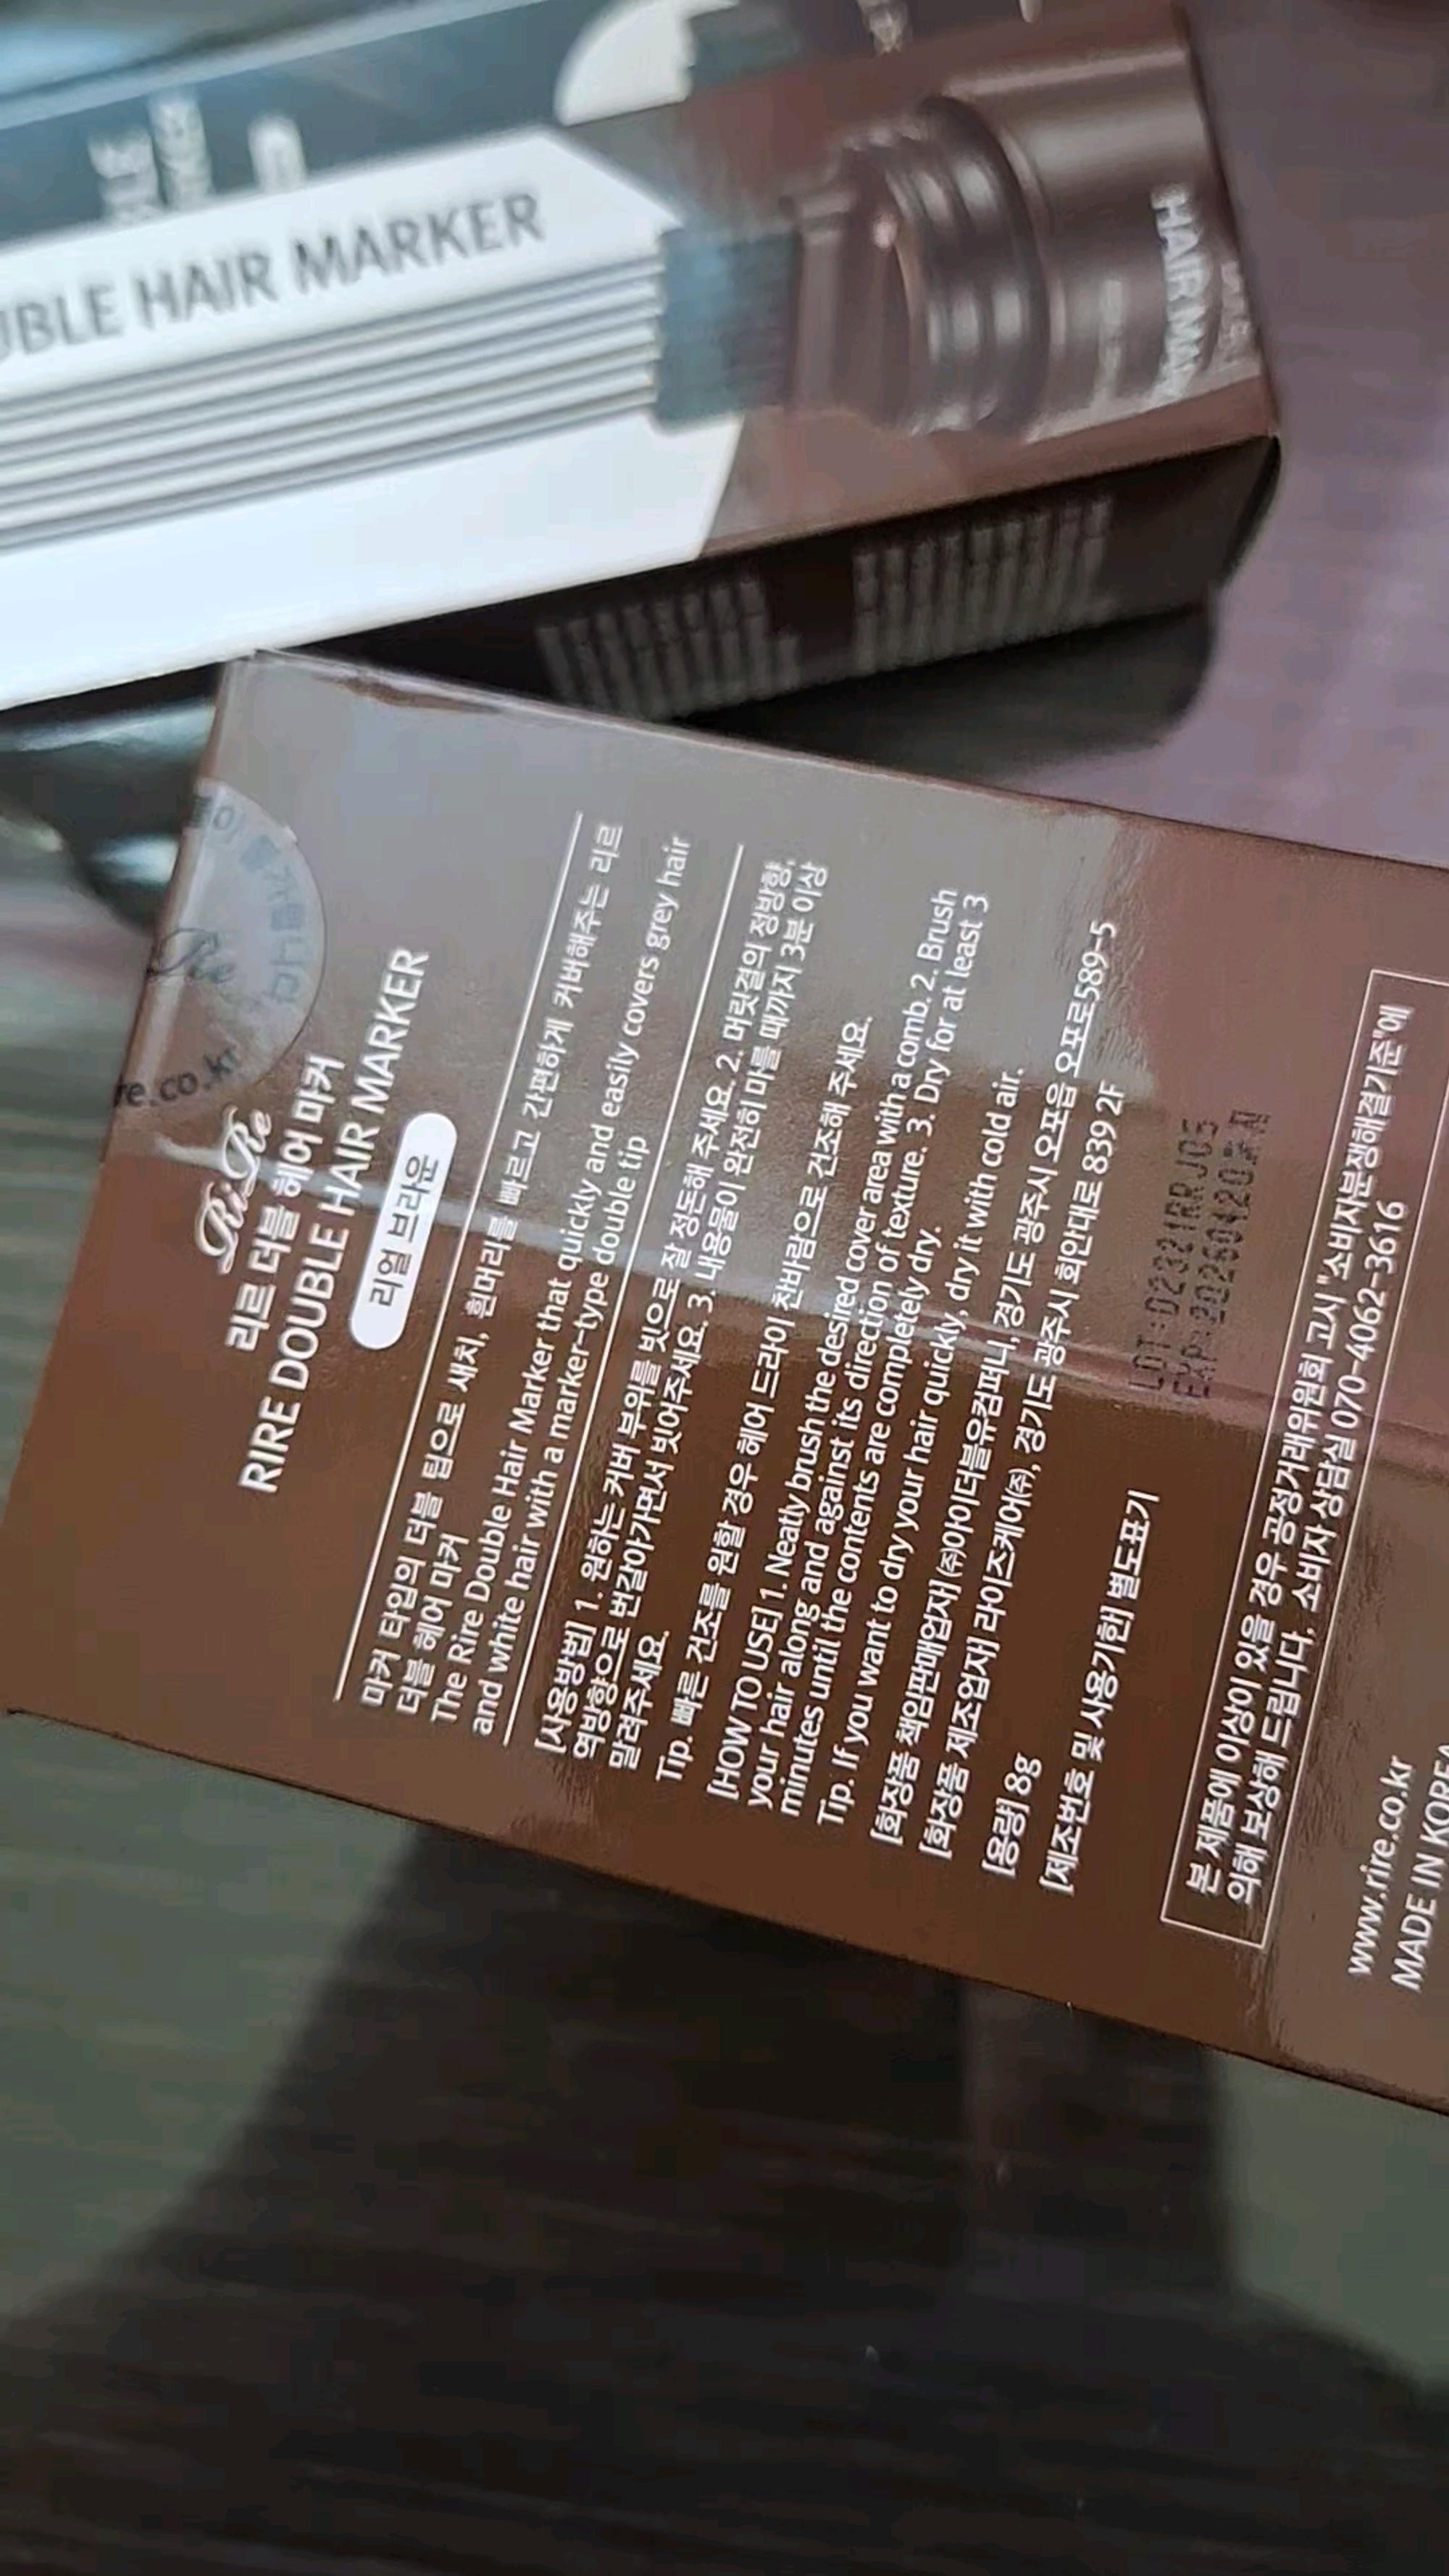 UBLE HAIR MARKER
HAIR MA
re.co.kr
RiRe
리르 더블 헤어 마커
RIRE DOUBLE HAIR MARKER
리얼 브라운
마커 타입의 더블 팁으로 새치, 흰머리를 빠르고 간편하게 커버해주는 리르
더블 헤어 마커
The Rire Double Hair Marker that quickly and easily covers grey hair
and white hair with a marker-type double tip
[사용방법] 1. 원하는 커버 부위를 빗으로 잘 정돈해 주세요. 2. 머릿결의 정방향,
역방향으로 번갈아가면서 빗어주세요. 3. 내용물이 완전히 마를 때까지 3분 이상
말려주세요.
Tip. 빠른 건조를 원할 경우 헤어 드라이 찬바람으로 건조해 주세요.
[HOW TO USE] 1. Neatly brush the desired cover area with a comb. 2. Brush
your hair along and against its direction of texture. 3. Dry for at least 3
minutes until the contents are completely dry.
Tip. If you want to dry your hair quickly, dry it with cold air.
[화장품 책임판매업자] (주)아이더블유컴퍼니, 경기도 광주시 오포읍 오포로589-5
[화장품 제조업자] 라이즈케어(주), 경기도 광주시 회안대로 839 2F
[용량] 8g
[제조번호 및 사용기한] 별도표기
LOT:02321RRJ03
EXP:20260420
본 제품에 이상이 있을 경우 공정거래위원회 고시 "소비자분쟁해결기준"에
의해 보상해 드립니다. 소비자 상담실 070-4062-3616
www.rire.co.kr
MADE IN KOREA